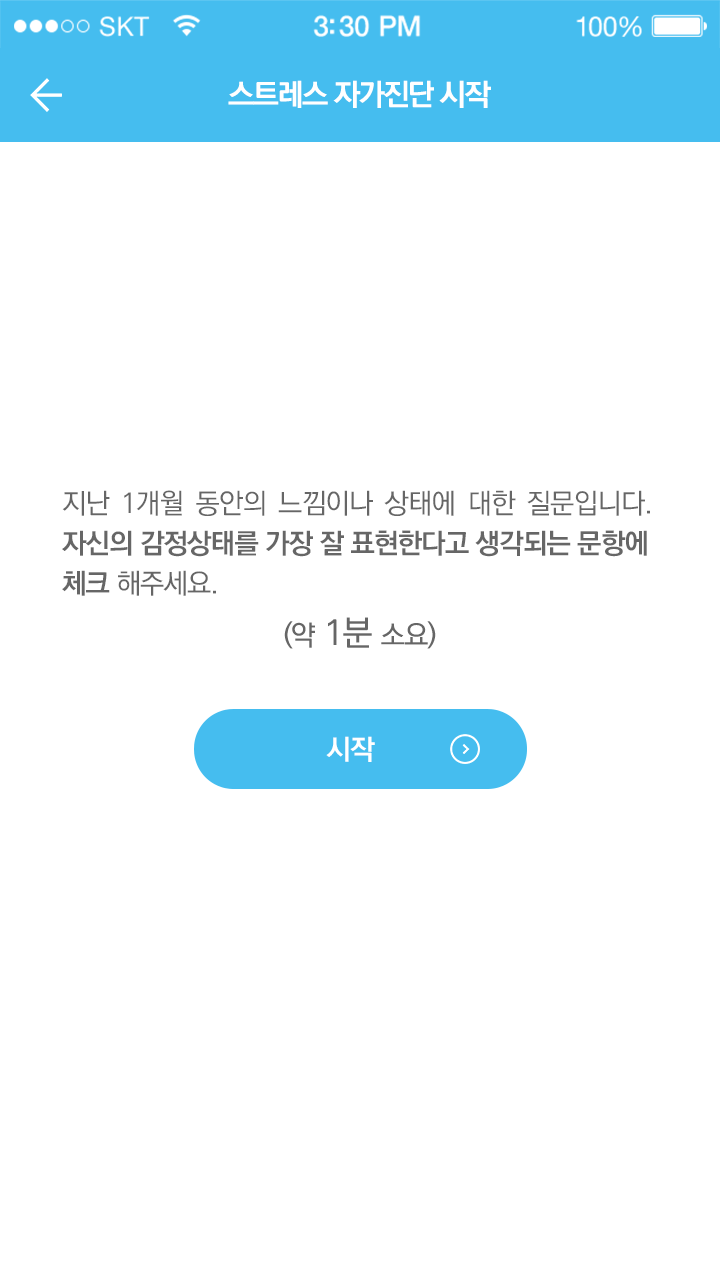 SKT 3:30 PM 100%
스트레스 자가진단 시작
지난 1개월 동안의 느낌이나 상태에 대한 질문입니다.
자신의 감정상태를 가장 잘 표현한다고 생각되는 문항에
체크 해주세요.
(약 1분 소요)
시작